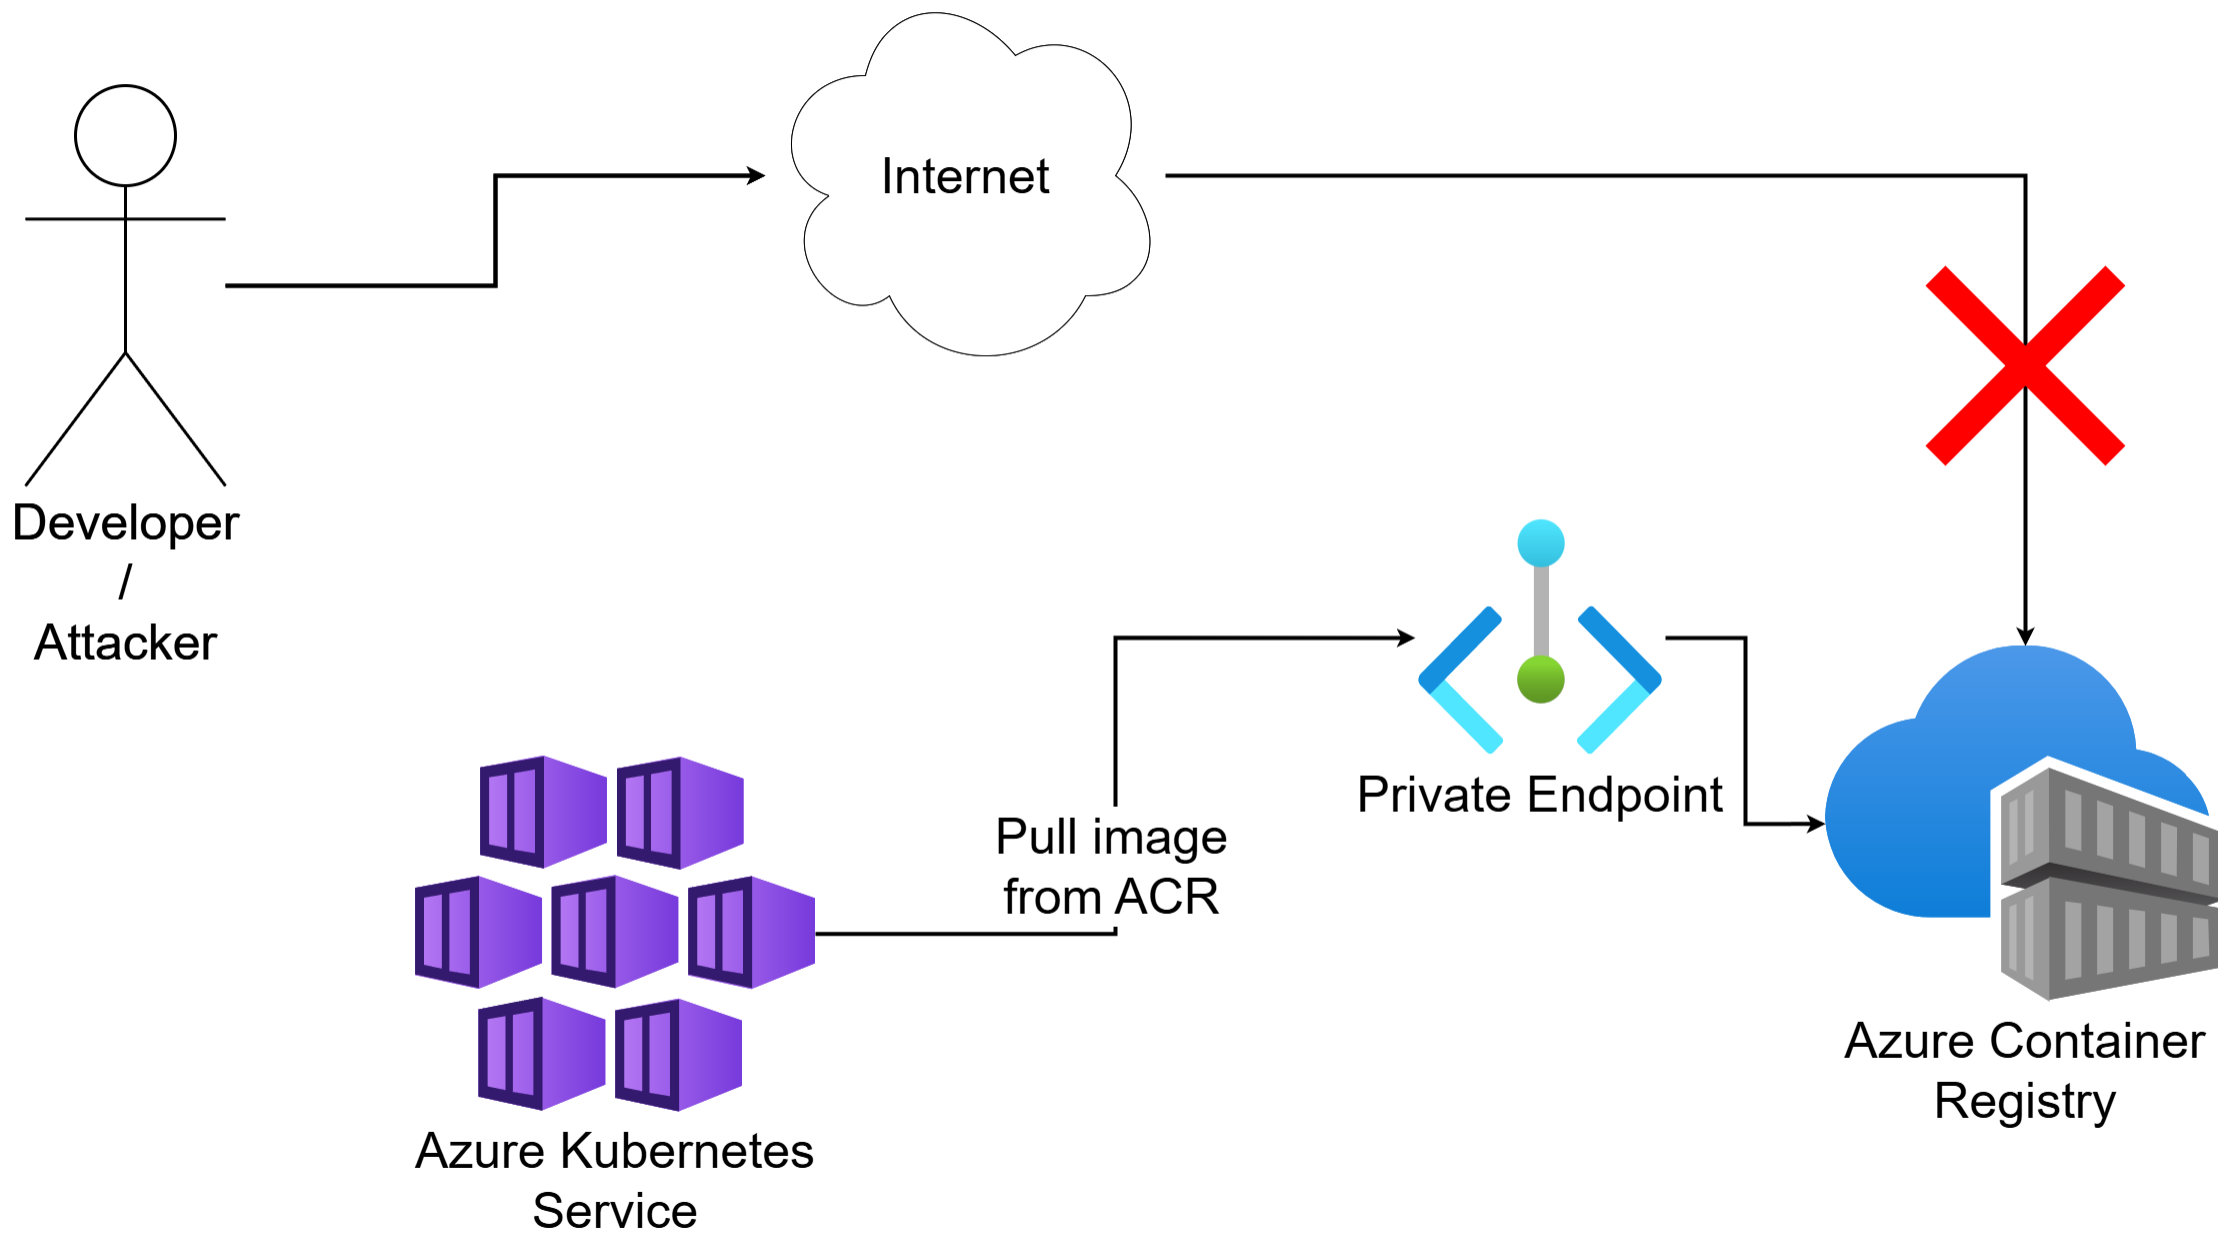 Internet
Developer
/
Attacker
Private Endpoint
Pull image
from ACR
Azure Container
Registry
Azure Kubernetes
Service